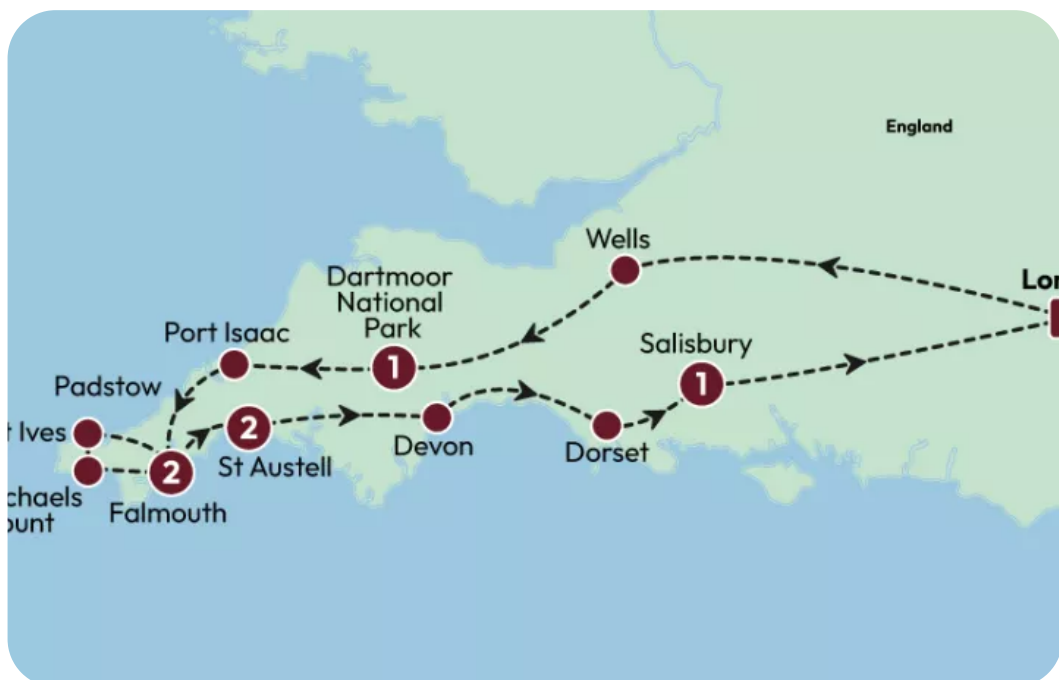 England
Wells
Lor
Dartmoor
National
Park
1
Port Isaac
Salisbury
1
Padstow
t Ives
2
St Austell
Devon
Dorset
chaels
ount
2
Falmouth